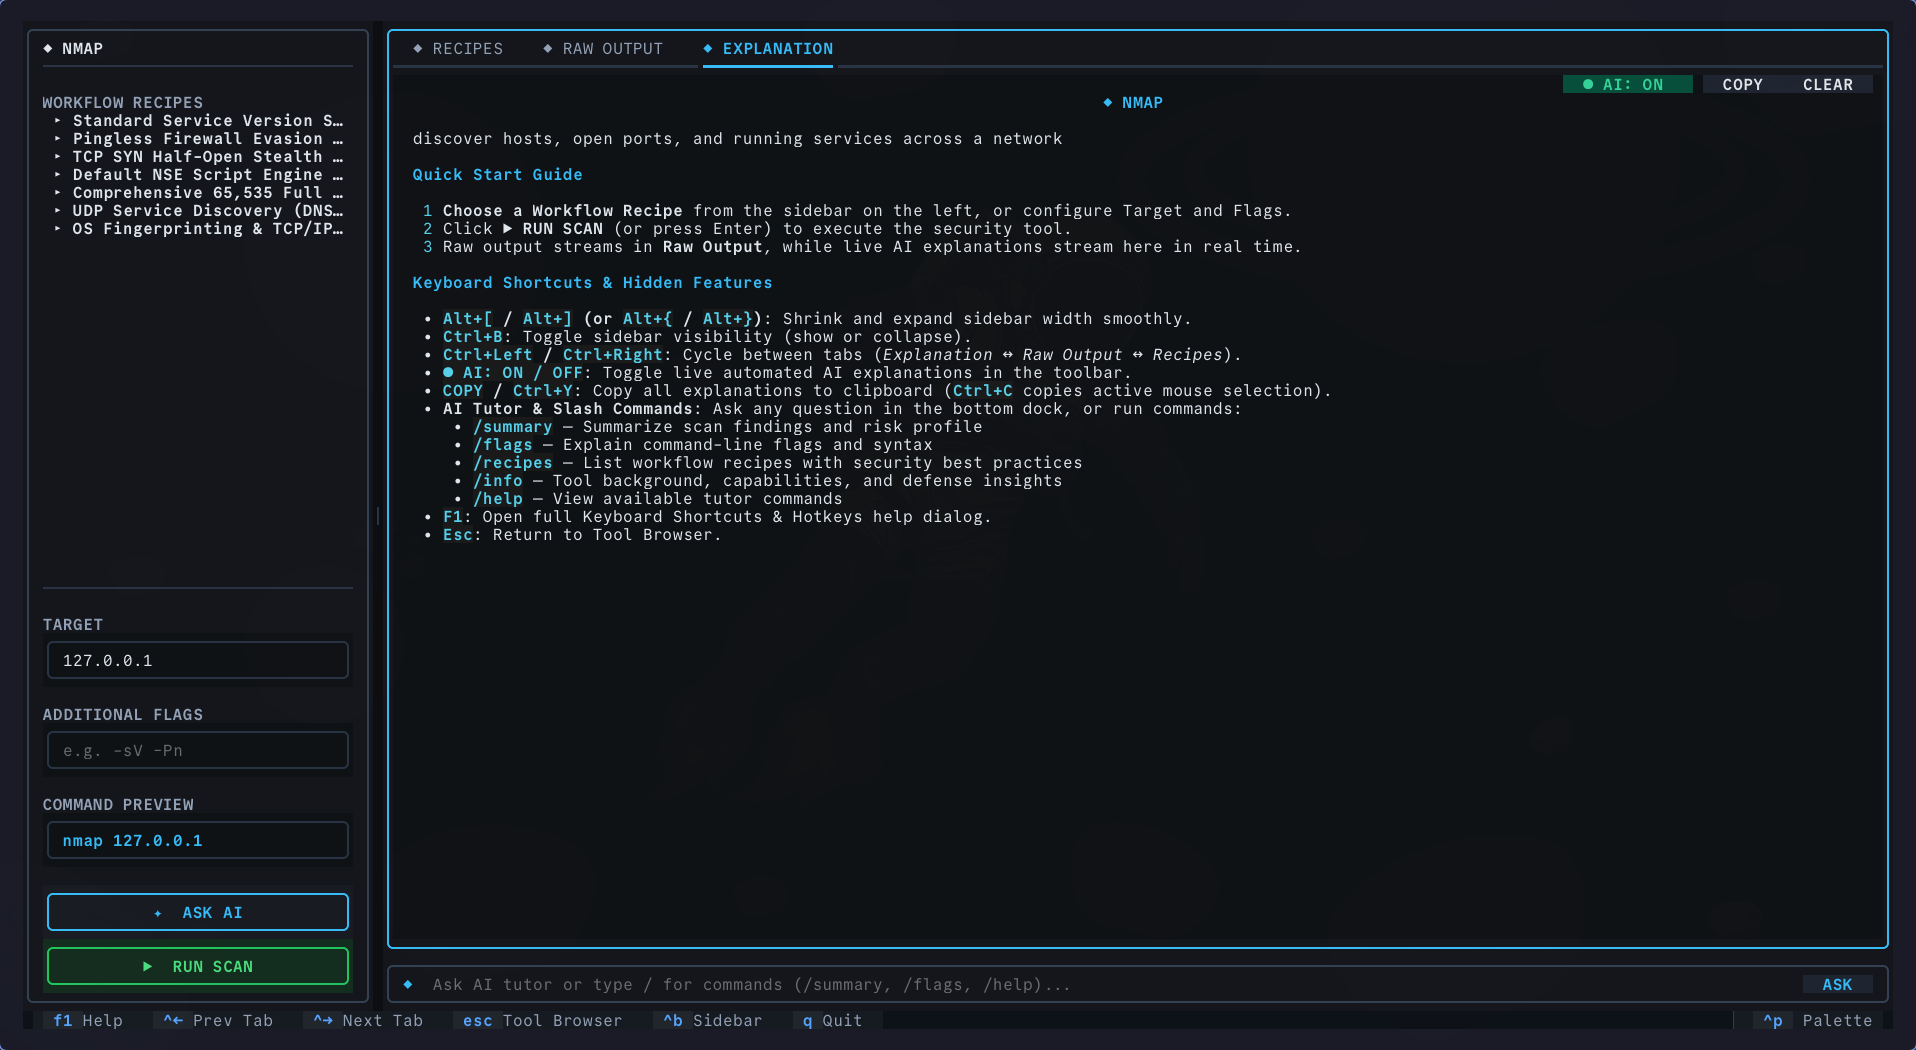 ◆ NMAP
WORKFLOW RECIPES
▸ Standard Service Version S…
▸ Pingless Firewall Evasion …
▸ TCP SYN Half-Open Stealth …
▸ Default NSE Script Engine …
▸ Comprehensive 65,535 Full …
▸ UDP Service Discovery (DNS…
▸ OS Fingerprinting & TCP/IP…
TARGET
127.0.0.1
ADDITIONAL FLAGS
e.g. -sV -Pn
COMMAND PREVIEW
nmap 127.0.0.1
✦ ASK AI
▶ RUN SCAN
◆ RECIPES ◆ RAW OUTPUT ◆ EXPLANATION
● AI: ON COPY CLEAR
◆ NMAP
discover hosts, open ports, and running services across a network
Quick Start Guide
1 Choose a Workflow Recipe from the sidebar on the left, or configure Target and Flags.
2 Click ▶ RUN SCAN (or press Enter) to execute the security tool.
3 Raw output streams in Raw Output, while live AI explanations stream here in real time.
Keyboard Shortcuts & Hidden Features
• Alt+[ / Alt+] (or Alt+{ / Alt+}): Shrink and expand sidebar width smoothly.
• Ctrl+B: Toggle sidebar visibility (show or collapse).
• Ctrl+Left / Ctrl+Right: Cycle between tabs (Explanation ↔ Raw Output ↔ Recipes).
• ● AI: ON / OFF: Toggle live automated AI explanations in the toolbar.
• COPY / Ctrl+Y: Copy all explanations to clipboard (Ctrl+C copies active mouse selection).
• AI Tutor & Slash Commands: Ask any question in the bottom dock, or run commands:
• /summary — Summarize scan findings and risk profile
• /flags — Explain command-line flags and syntax
• /recipes — List workflow recipes with security best practices
• /info — Tool background, capabilities, and defense insights
• /help — View available tutor commands
• F1: Open full Keyboard Shortcuts & Hotkeys help dialog.
• Esc: Return to Tool Browser.
◆ Ask AI tutor or type / for commands (/summary, /flags, /help)... ASK
f1 Help ^← Prev Tab ^→ Next Tab esc Tool Browser ^b Sidebar q Quit ^p Palette